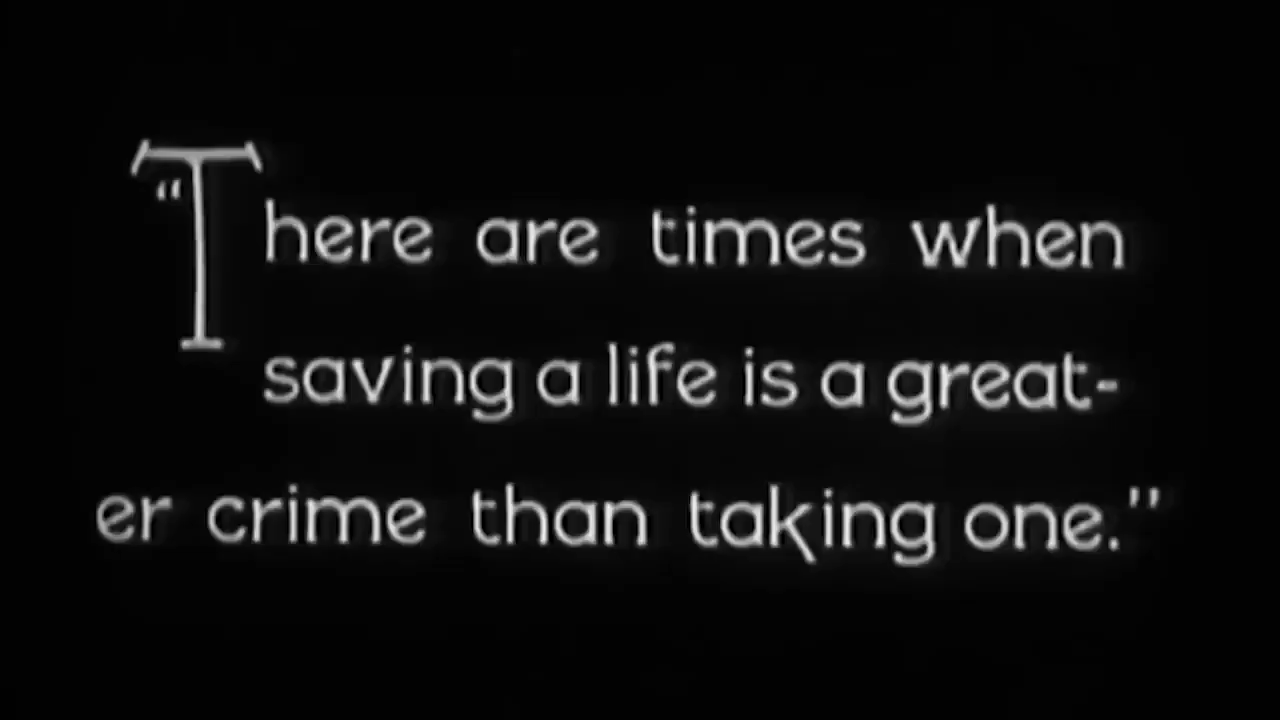 “There are times when
saving a life is a great-
er crime than taking one.”